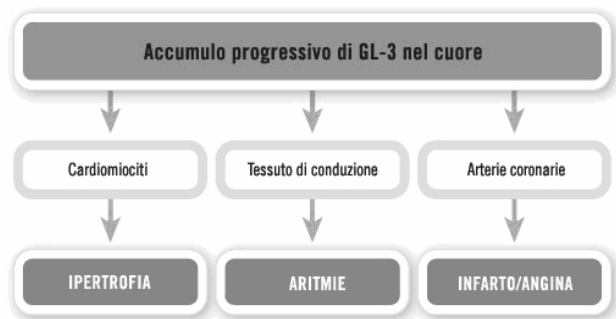 Accumulo progressivo di GL-3 nel cuore
Cardiomiociti
Tessuto di conduzione
Arterie coronarie
IPERTROFIA
ARITMIE
INFARTO/ANGINA